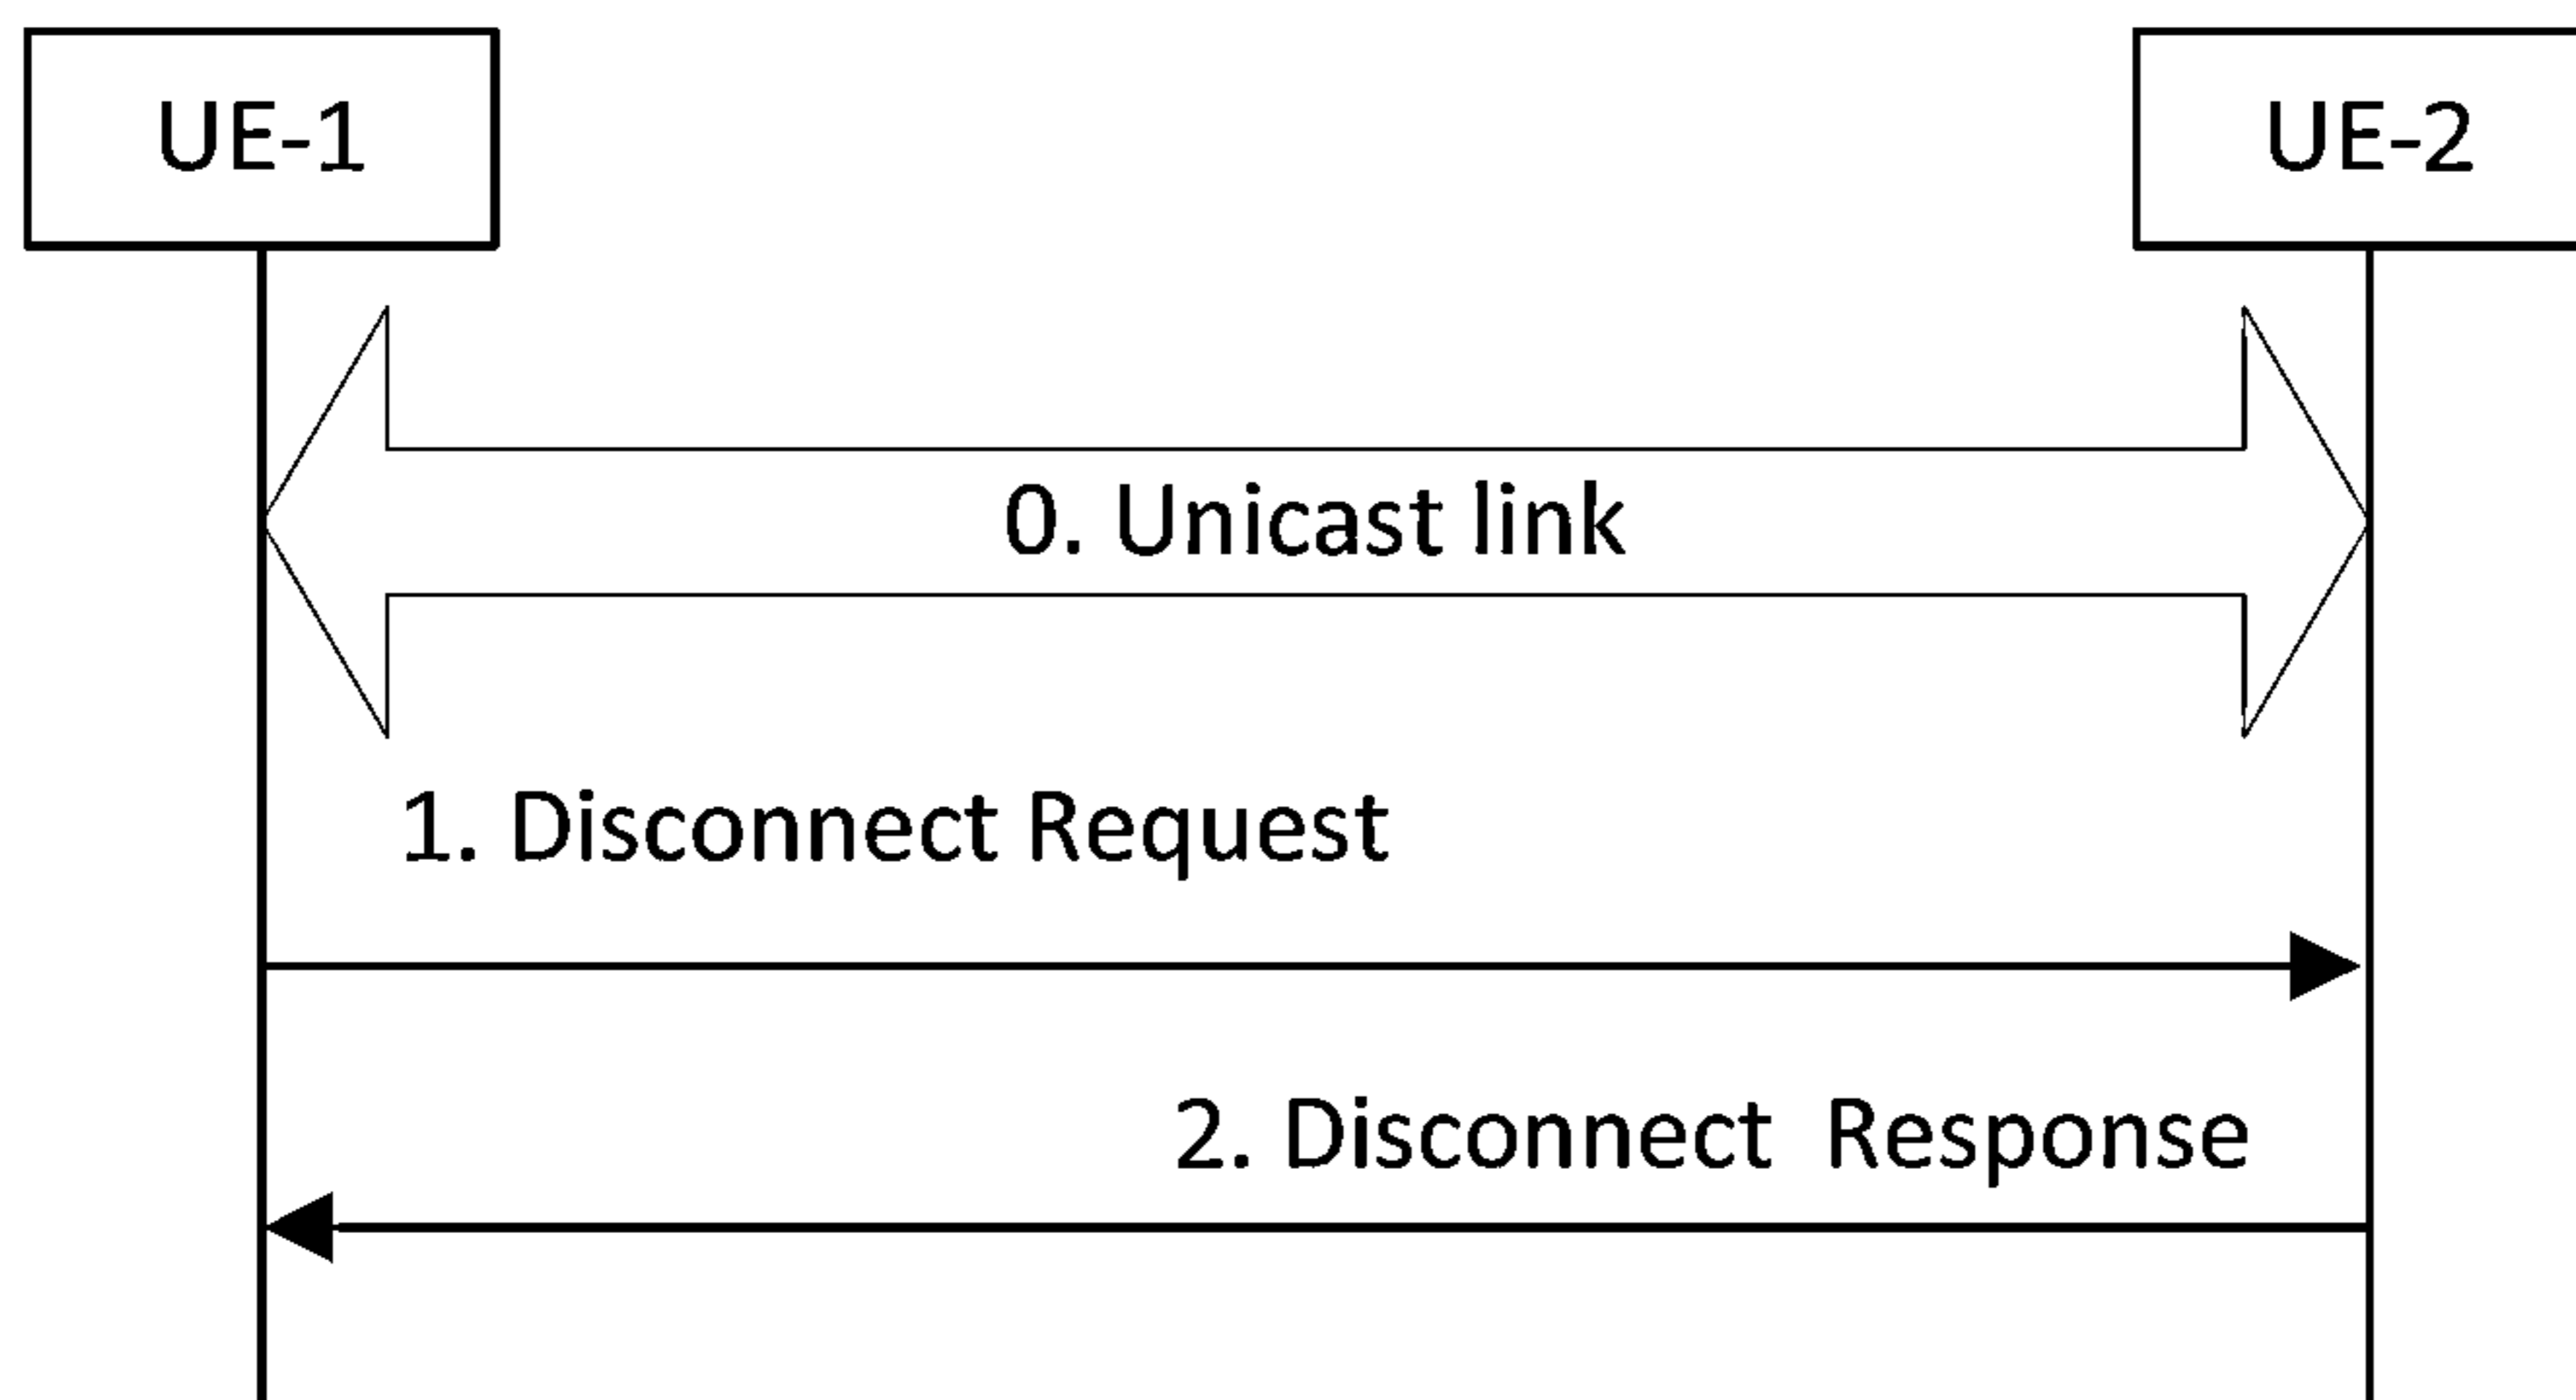 UE-1
UE-2
0. Unicast link
1. Disconnect Request
2. Disconnect  Response